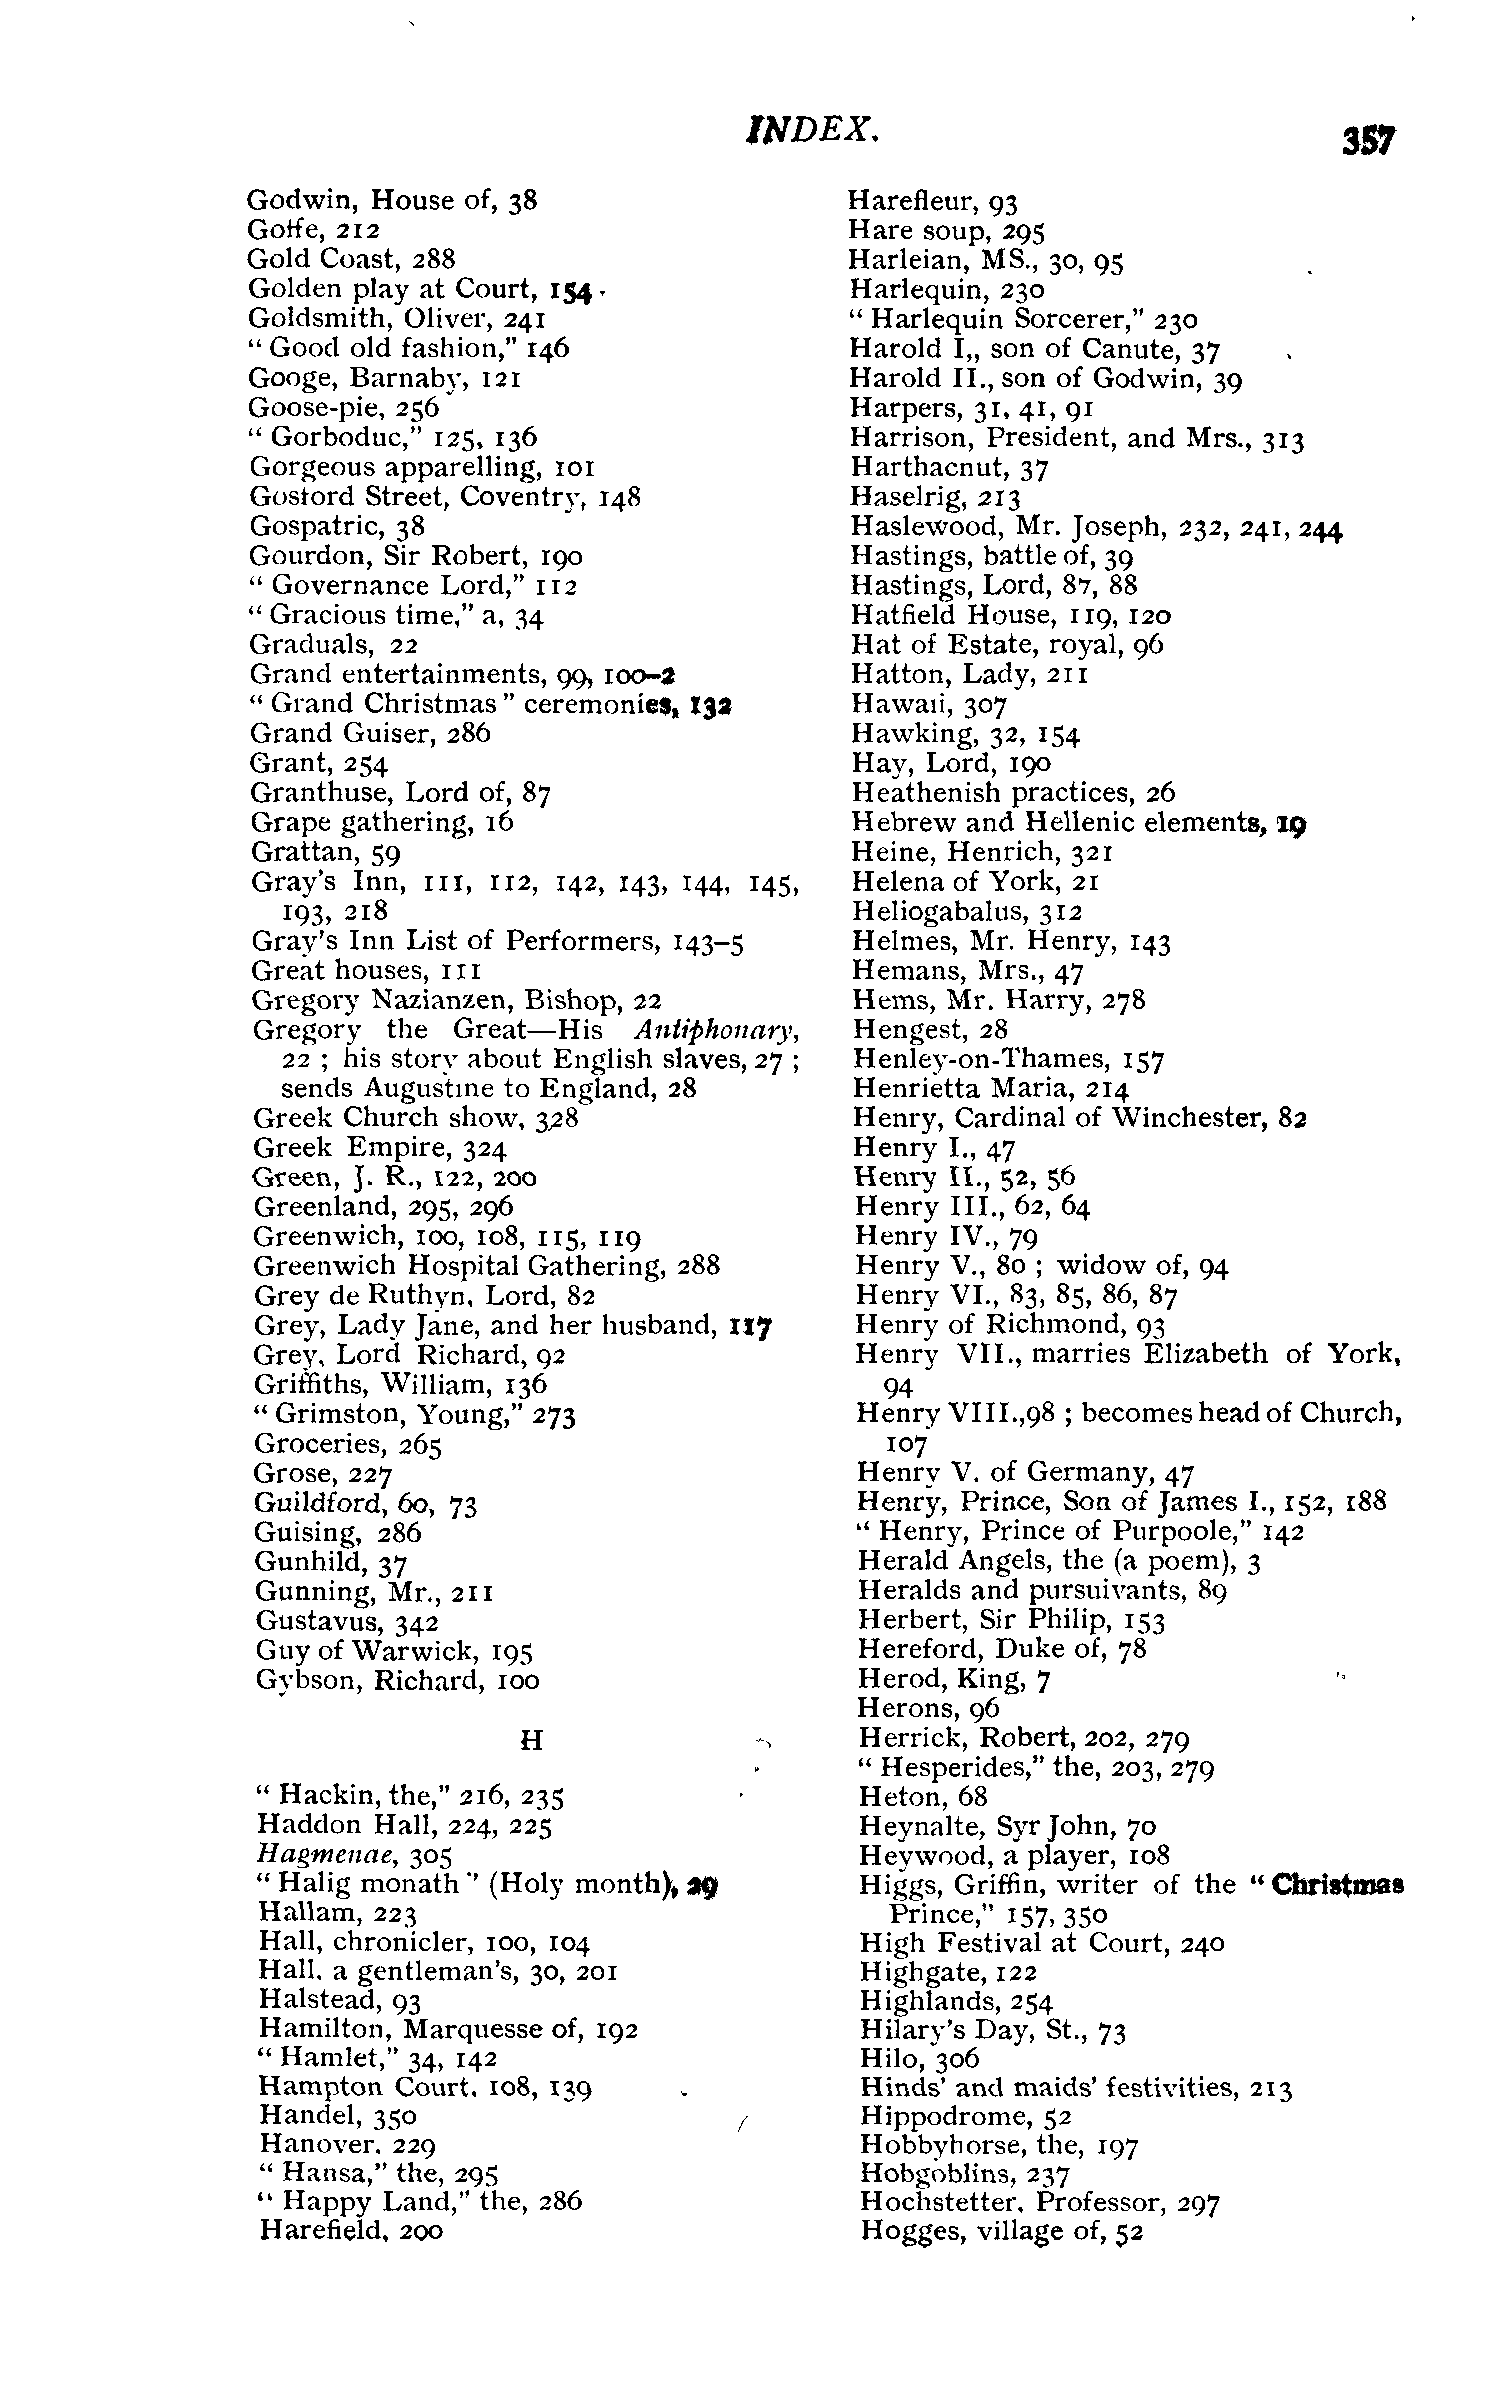 INDEX.
357
Godwin, House of, 38
Goffe, 212
Gold Coast, 288
Golden play at Court, 154
Goldsmith, Oliver, 241
“ Good old fashion,” 146
Googe, Barnaby, 121
Goose-pie, 256
“ Gorboduc,” 125, 136
Gorgeous apparelling, 101
Gosford Street, Coventry, 148
Gospatric, 38
Gourdon, Sir Robert, 190
“ Governance Lord,” 112
“ Gracious time,” a, 34
Graduals, 22
Grand entertainments, 99, 100–2
“ Grand Christmas ” ceremonies, 132
Grand Guiser, 286
Grant, 254
Granthuse, Lord of, 87
Grape gathering, 16
Grattan, 59
Gray’s Inn, 111, 112, 142, 143, 144, 145,
193, 218
Gray’s Inn List of Performers, 143–5
Great houses, 111
Gregory Nazianzen, Bishop, 22
Gregory the Great—His Antiphonary,
22 ; his story about English slaves, 27 ;
sends Augustine to England, 28
Greek Church show, 328
Greek Empire, 324
Green, J. R., 122, 200
Greenland, 295, 296
Greenwich, 100, 108, 115, 119
Greenwich Hospital Gathering, 288
Grey de Ruthyn, Lord, 82
Grey, Lady Jane, and her husband, 117
Grey, Lord Richard, 92
Griffiths, William, 136
“ Grimston, Young,” 273
Groceries, 265
Grose, 227
Guildford, 60, 73
Guising, 286
Gunhild, 37
Gunning, Mr., 211
Gustavus, 342
Guy of Warwick, 195
Gybson, Richard, 100
H
“ Hackin, the,” 216, 235
Haddon Hall, 224, 225
Hagmenae, 305
“ Halig monath ” (Holy month), 29
Hallam, 223
Hall, chronicler, 100, 104
Hall, a gentleman’s, 30, 201
Halstead, 93
Hamilton, Marquesse of, 192
“ Hamlet,” 34, 142
Hampton Court, 108, 139
Handel, 350
Hanover, 229
“ Hansa,” the, 295
“ Happy Land,” the, 286
Harefield, 200
Harefleur, 93
Hare soup, 295
Harleian, MS., 30, 95
Harlequin, 230
“ Harlequin Sorcerer,” 230
Harold I,, son of Canute, 37
Harold II., son of Godwin, 39
Harpers, 31, 41, 91
Harrison, President, and Mrs., 313
Harthacnut, 37
Haselrig, 213
Haslewood, Mr. Joseph, 232, 241, 244
Hastings, battle of, 39
Hastings, Lord, 87, 88
Hatfield House, 119, 120
Hat of Estate, royal, 96
Hatton, Lady, 211
Hawaii, 307
Hawking, 32, 154
Hay, Lord, 190
Heathenish practices, 26
Hebrew and Hellenic elements, 19
Heine, Henrich, 321
Helena of York, 21
Heliogabalus, 312
Helmes, Mr. Henry, 143
Hemans, Mrs., 47
Hems, Mr. Harry, 278
Hengest, 28
Henley-on-Thames, 157
Henrietta Maria, 214
Henry, Cardinal of Winchester, 82
Henry I., 47
Henry II., 52, 56
Henry III., 62, 64
Henry IV., 79
Henry V., 80 ; widow of, 94
Henry VI., 83, 85, 86, 87
Henry of Richmond, 93
Henry VII., marries Elizabeth of York,
94
Henry VIII.,98 ; becomes head of Church,
107
Henry V. of Germany, 47
Henry, Prince, Son of James I., 152, 188
“ Henry, Prince of Purpoole,” 142
Herald Angels, the (a poem), 3
Heralds and pursuivants, 89
Herbert, Sir Philip, 153
Hereford, Duke of, 78
Herod, King, 7
Herons, 96
Herrick, Robert, 202, 279
“ Hesperides,” the, 203, 279
Heton, 68
Heynalte, Syr John, 70
Heywood, a player, 108
Higgs, Griffin, writer of the “ Christmas
Prince,” 157, 350
High Festival at Court, 240
Highgate, 122
Highlands, 254
Hilary’s Day, St., 73
Hilo, 306
Hinds’ and maids’ festivities, 213
Hippodrome, 52
Hobbyhorse, the, 197
Hobgoblins, 237
Hochstetter, Professor, 297
Hogges, village of, 52